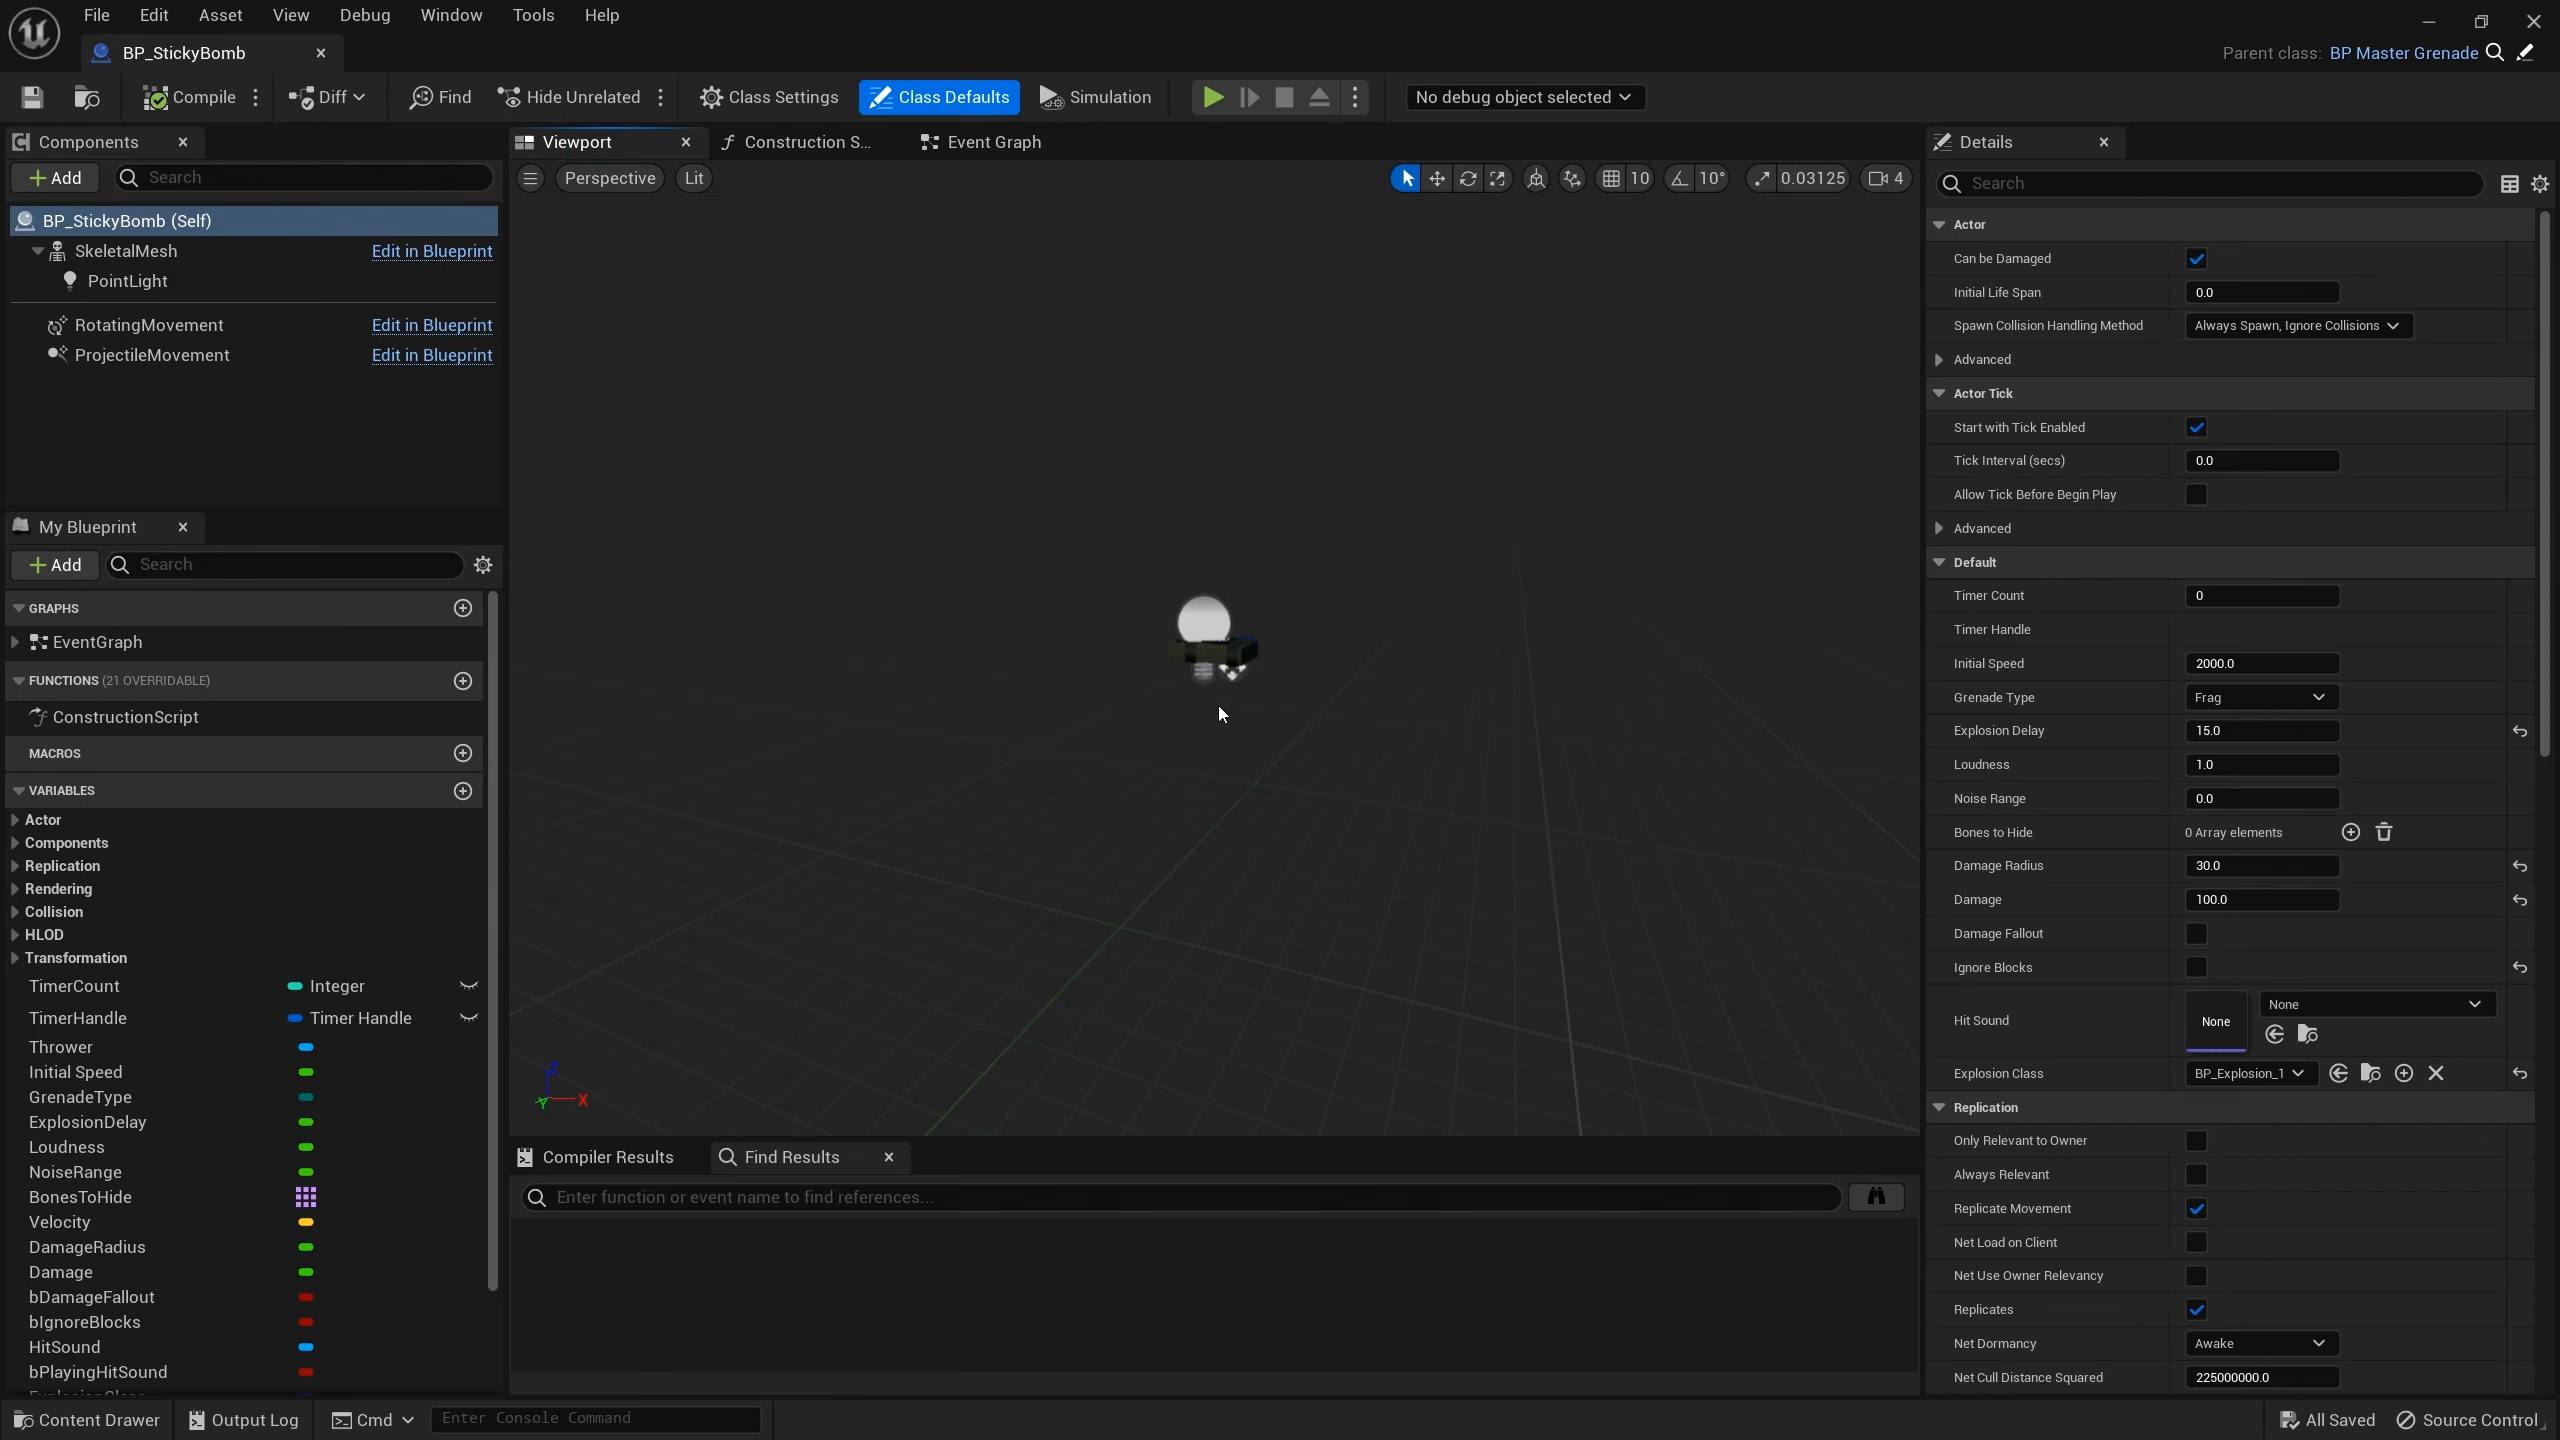 File Edit Asset View Debug Window Tools Help
BP_StickyBomb
Parent class: BP Master Grenade
Compile Diff Find Hide Unrelated Class Settings Class Defaults Simulation No debug object selected
Components
Add Search
BP_StickyBomb (Self)
SkeletalMesh Edit in Blueprint
PointLight
RotatingMovement Edit in Blueprint
ProjectileMovement Edit in Blueprint
My Blueprint
Add Search
GRAPHS
EventGraph
FUNCTIONS (21 OVERRIDABLE)
ConstructionScript
MACROS
VARIABLES
Actor
Components
Replication
Rendering
Collision
HLOD
Transformation
TimerCount Integer
TimerHandle Timer Handle
Thrower
Initial Speed
GrenadeType
ExplosionDelay
Loudness
NoiseRange
BonesToHide
Velocity
DamageRadius
Damage
bDamageFallout
bIgnoreBlocks
HitSound
bPlayingHitSound
Viewport Construction S... Event Graph
Perspective Lit 10 10° 0.03125 4
Z
Y X
Compiler Results Find Results
Enter function or event name to find references...
Details
Search
Actor
Can be Damaged
Initial Life Span 0.0
Spawn Collision Handling Method Always Spawn, Ignore Collisions
Advanced
Actor Tick
Start with Tick Enabled
Tick Interval (secs) 0.0
Allow Tick Before Begin Play
Advanced
Default
Timer Count 0
Timer Handle
Initial Speed 2000.0
Grenade Type Frag
Explosion Delay 15.0
Loudness 1.0
Noise Range 0.0
Bones to Hide 0 Array elements
Damage Radius 30.0
Damage 100.0
Damage Fallout
Ignore Blocks
Hit Sound None None
Explosion Class BP_Explosion_1
Replication
Only Relevant to Owner
Always Relevant
Replicate Movement
Net Load on Client
Net Use Owner Relevancy
Replicates
Net Dormancy Awake
Net Cull Distance Squared 225000000.0
Content Drawer Output Log Cmd Enter Console Command All Saved Source Control